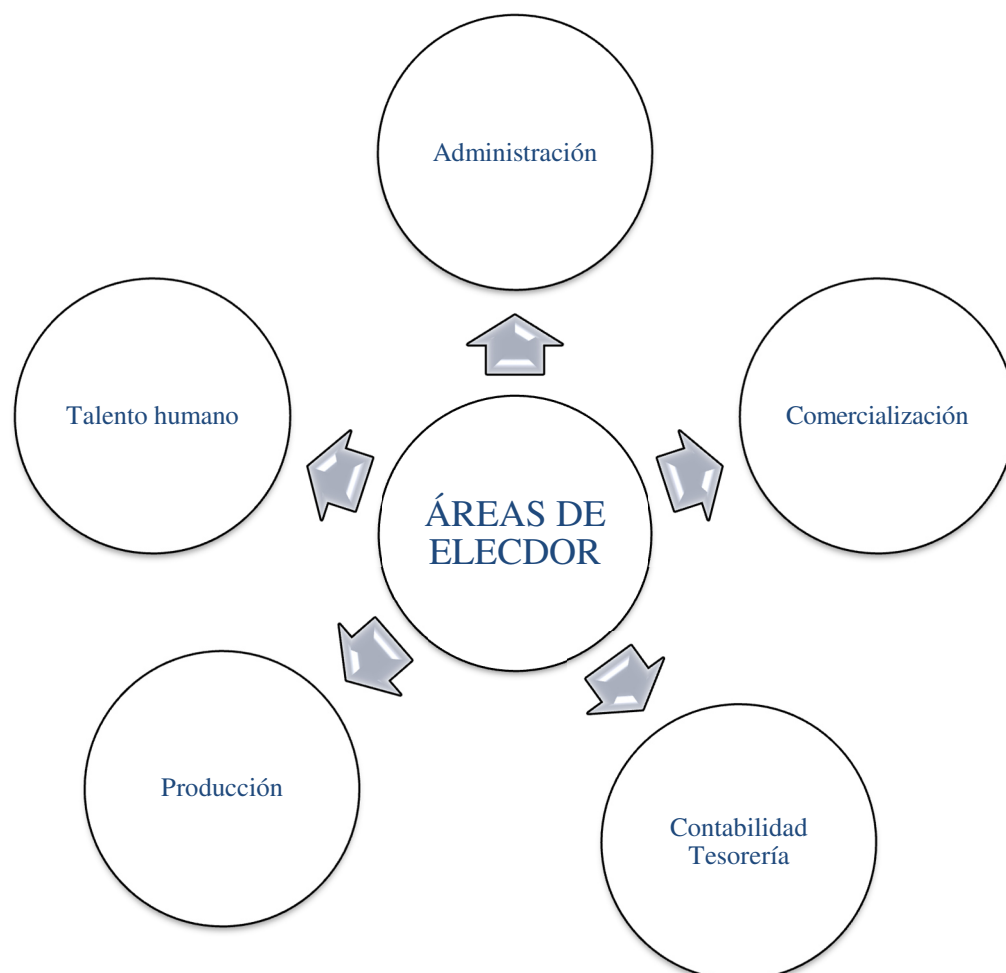 Administración
Talento humano
Comercialización
ÁREAS DE
ELECDOR
Producción
Contabilidad
Tesorería